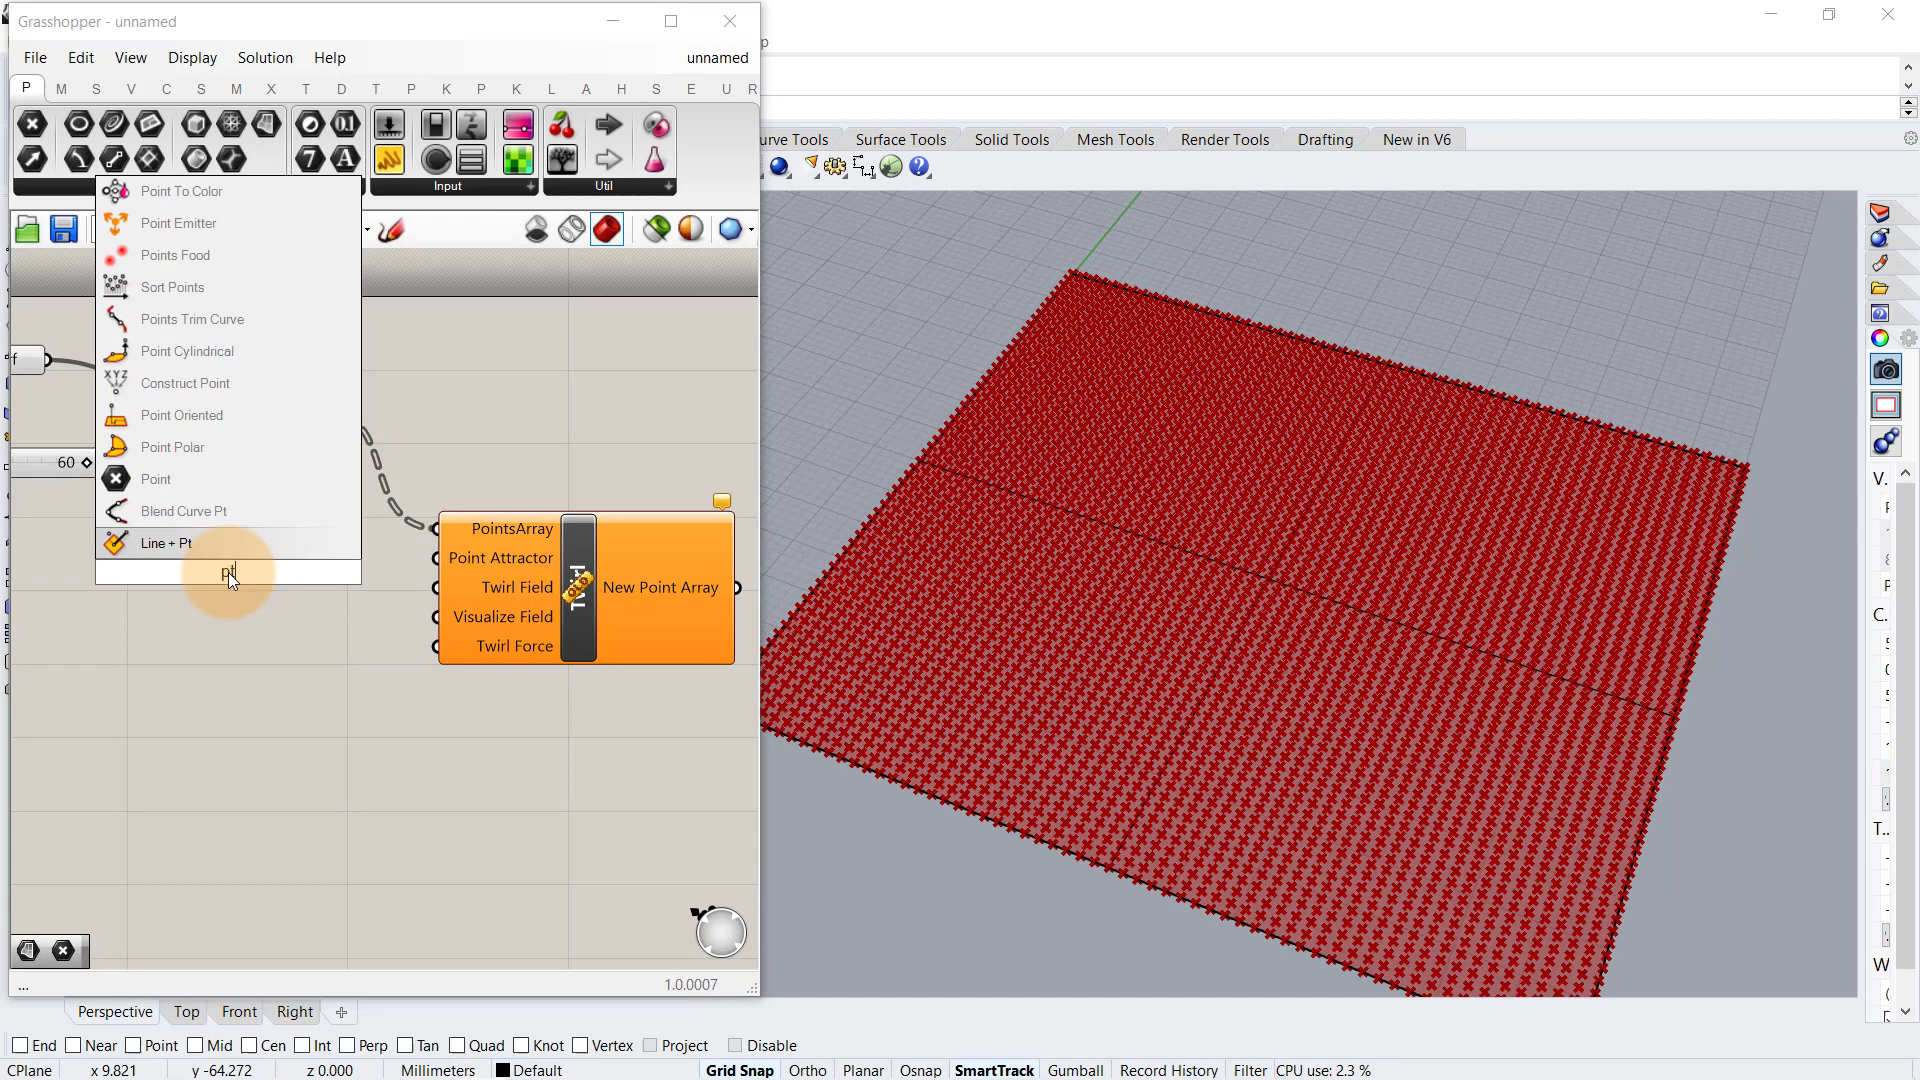 Grasshopper - unnamed
File Edit View Display Solution Help
unnamed
P M S V C S M X T D T P K P K L A H S E U R
Input
Util
Point To Color
Point Emitter
Points Food
Sort Points
Points Trim Curve
Point Cylindrical
Construct Point
Point Oriented
Point Polar
Point
Blend Curve Pt
Line + Pt
pt
60
PointsArray
Point Attractor
Twirl Field
Visualize Field
Twirl Force
Twirl
New Point Array
...
1.0.0007
Surface Tools
Solid Tools
Mesh Tools
Render Tools
Drafting
New in V6
V.
C.
T..
W
Perspective Top Front Right
End Near Point Mid Cen Int Perp Tan Quad Knot Vertex Project Disable
CPlane x 9.821 y -64.272 z 0.000 Millimeters Default Grid Snap Ortho Planar Osnap SmartTrack Gumball Record History Filter CPU use: 2.3 %